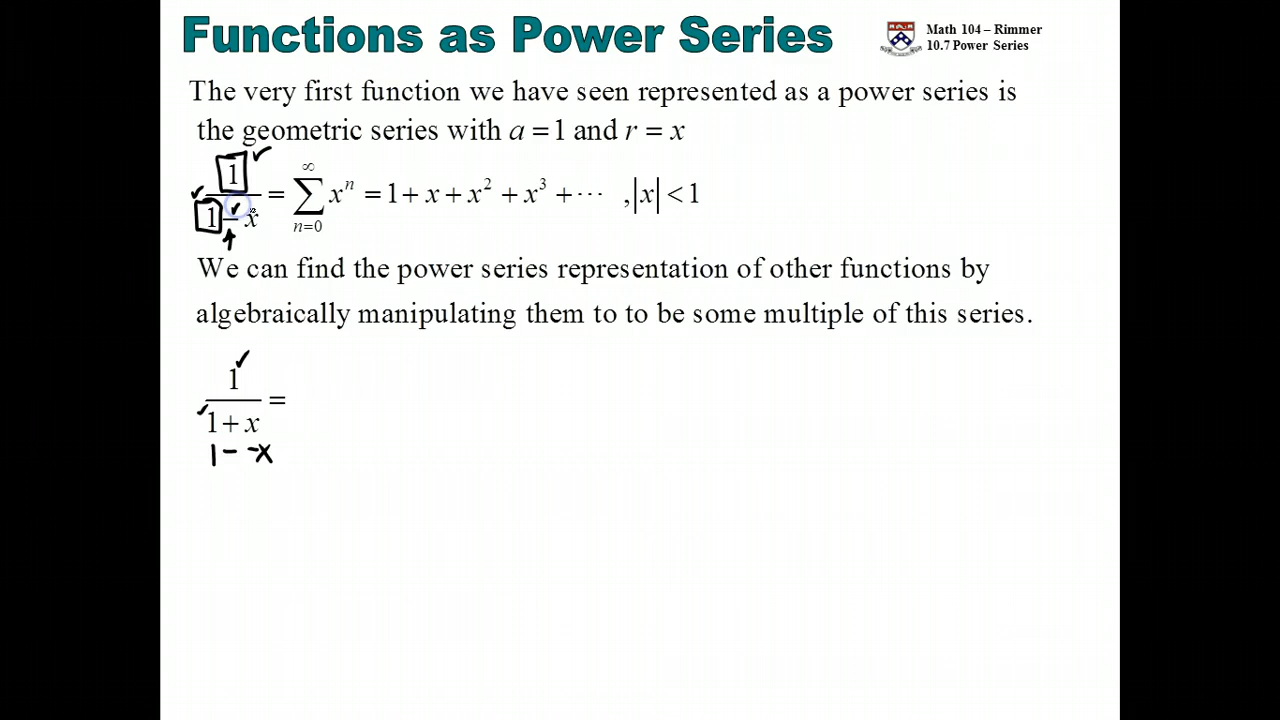 Functions as Power Series
Math 104 – Rimmer
10.7 Power Series
The very first function we have seen represented as a power series is
the geometric series with a = 1 and r = x
1/(1 − x) = ∑_{n=0}^{∞} x^n = 1 + x + x^2 + x^3 + ⋯ , |x| < 1
We can find the power series representation of other functions by
algebraically manipulating them to to be some multiple of this series.
1/(1 + x) =
1 - -x